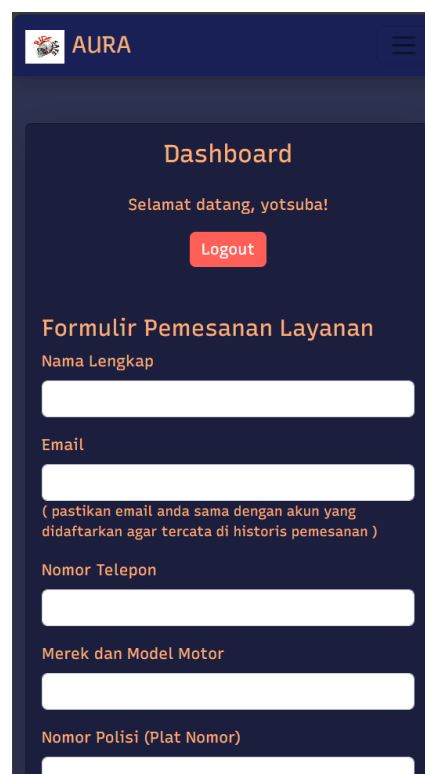 AURA
Dashboard
Selamat datang, yotsuba!
Logout
Formulir Pemesanan Layanan
Nama Lengkap
Email
( pastikan email anda sama dengan akun yang
didaftarkan agar tercata di historis pemesanan )
Nomor Telepon
Merek dan Model Motor
Nomor Polisi (Plat Nomor)